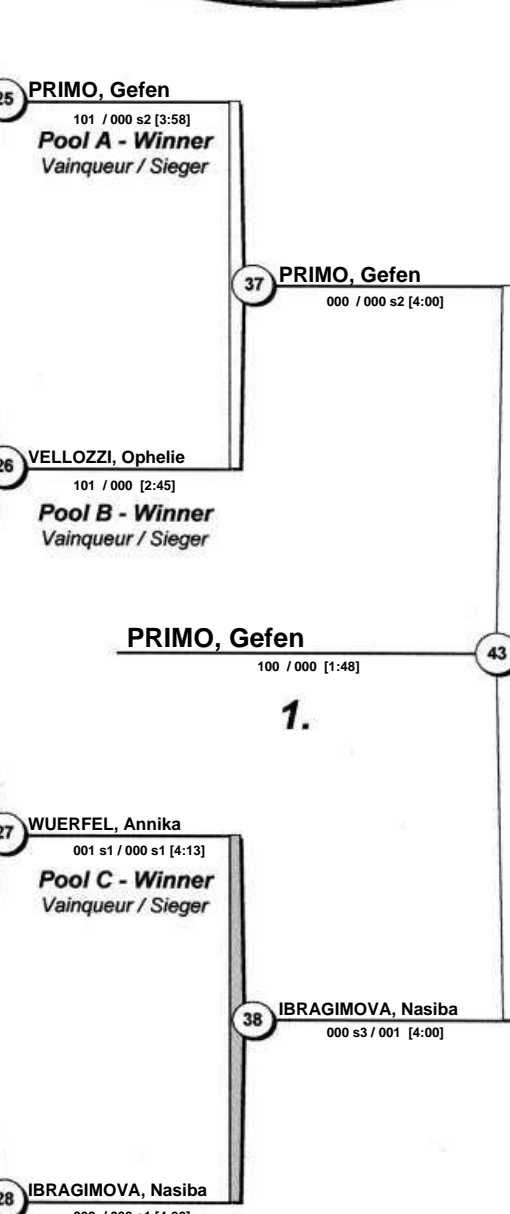 25 PRIMO, Gefen
101 / 000 s2 [3:58]
Pool A - Winner
Vainqueur / Sieger
37 PRIMO, Gefen
000 / 000 s2 [4:00]
26 VELLOZZI, Ophelie
101 / 000 [2:45]
Pool B - Winner
Vainqueur / Sieger
PRIMO, Gefen
43
100 / 000 [1:48]
1.
27 WUERFEL, Annika
001 s1 / 000 s1 [4:13]
Pool C - Winner
Vainqueur / Sieger
38 IBRAGIMOVA, Nasiba
000 s3 / 001 [4:00]
28 IBRAGIMOVA, Nasiba